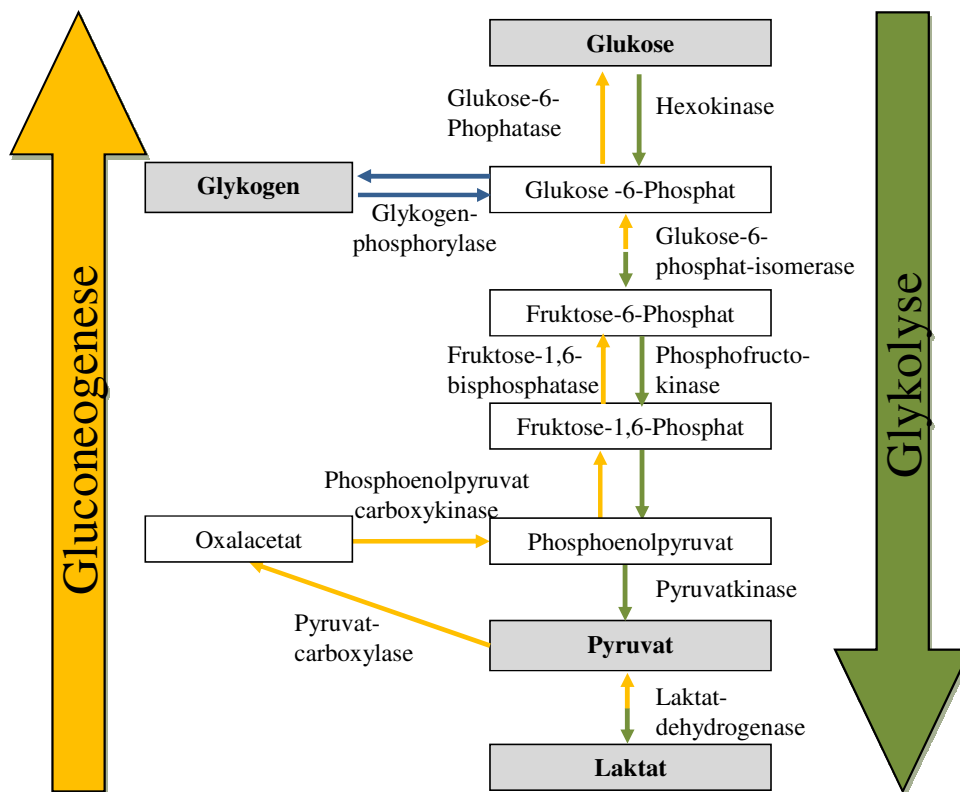 Gluconeogenese
Glykolyse
Glukose
Glukose-6-
Phophatase
Hexokinase
Glykogen
Glukose -6-Phosphat
Glykogen-
phosphorylase
Glukose-6-
phosphat-isomerase
Fruktose-6-Phosphat
Fruktose-1,6-
bisphosphatase
Phosphofructo-
kinase
Fruktose-1,6-Phosphat
Phosphoenolpyruvat
carboxykinase
Oxalacetat
Phosphoenolpyruvat
Pyruvatkinase
Pyruvat-
carboxylase
Pyruvat
Laktat-
dehydrogenase
Laktat